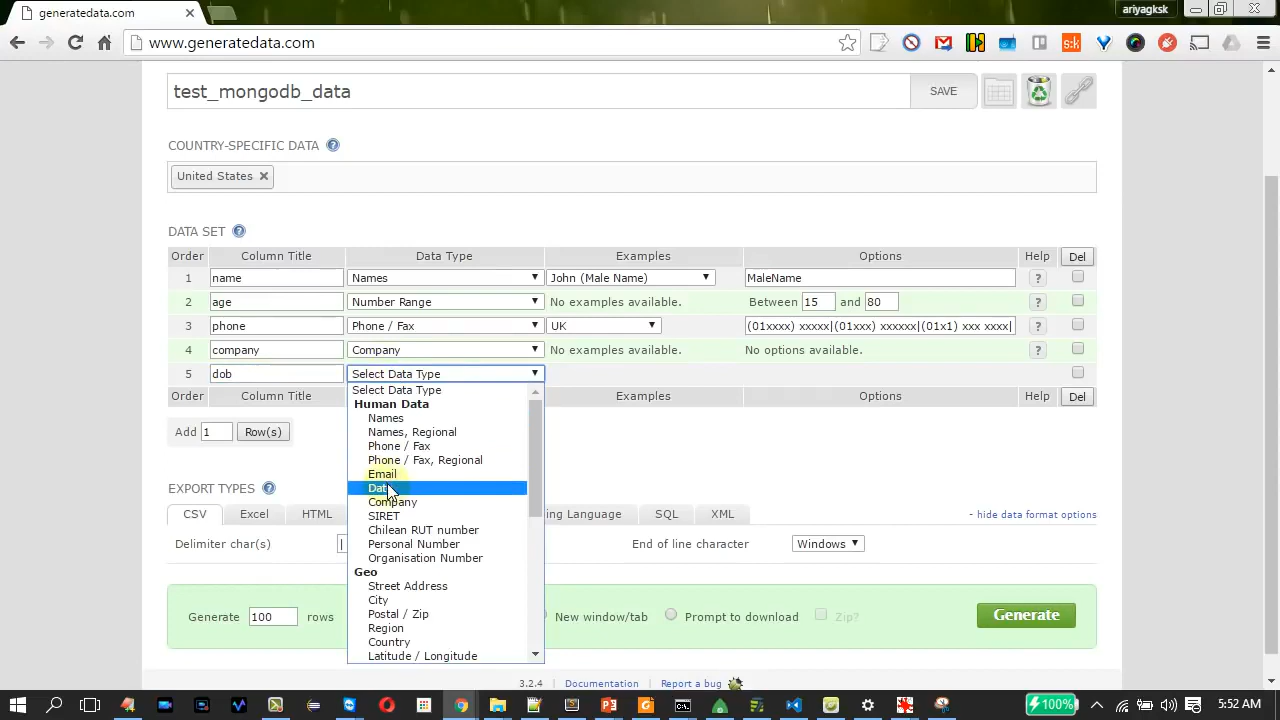 generatedata.com
ariyagksk
www.generatedata.com
test_mongodb_data
SAVE
COUNTRY-SPECIFIC DATA
United States
DATA SET
Order Column Title Data Type Examples Options Help Del
1 name Names John (Male Name) MaleName ?
2 age Number Range No examples available. Between 15 and 80 ?
3 phone Phone / Fax UK (01xxxx) xxxxx|(01xxx) xxxxxx|(01x1) xxx xxxx| ?
4 company Company No examples available. No options available. ?
5 dob Select Data Type
Order Column Title Examples Options Help Del
Select Data Type
Human Data
Names
Names, Regional
Phone / Fax
Phone / Fax, Regional
Email
Date
Company
SIRET
Chilean RUT number
Personal Number
Organisation Number
Geo
Street Address
City
Postal / Zip
Region
Country
Latitude / Longitude
Add 1 Row(s)
EXPORT TYPES
CSV Excel HTML ing Language SQL XML - hide data format options
Delimiter char(s) | End of line character Windows
Generate 100 rows New window/tab Prompt to download Zip? Generate
3.2.4 Documentation Report a bug
100% 5:52 AM